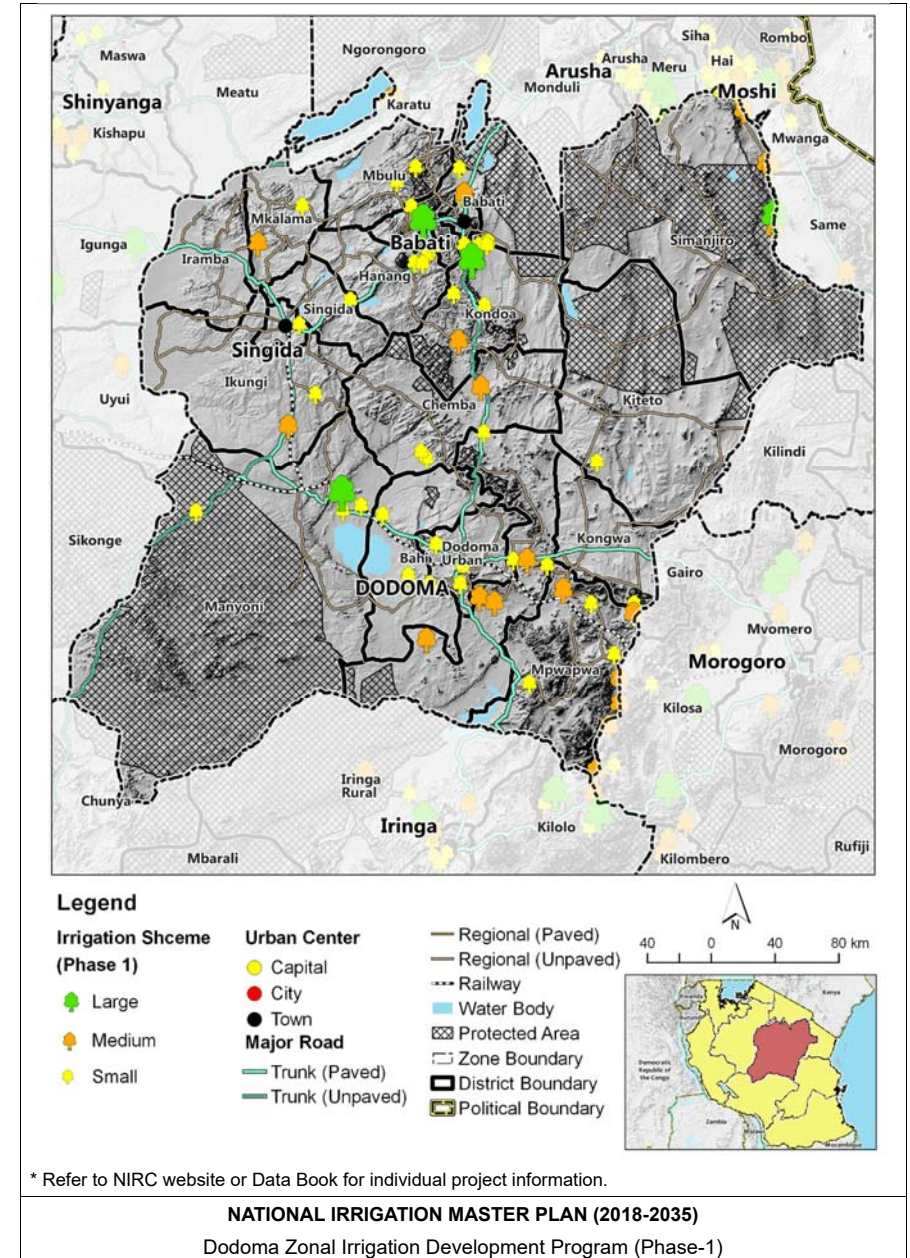 Ngorongoro
Siha
Rombo
Maswa
Arusha
Hai
Arusha
Meru
Meatu
Monduli
Shinyanga
Karatu
Moshi
Kishapu
Mwanga
Mbulu
Babati
Mkalama
Same
Igunga
Babati
Simanjiro
Iramba
Hanang
Singida
Kondoa
Singida
Ikungi
Uyui
Chemba
Kiteto
Kilindi
Sikonge
Kongwa
Bahi
Dodoma
Urban
Gairo
DODOMA
Manyoni
Mvomero
Morogoro
Mpwapwa
Kilosa
Morogoro
Iringa
Rural
Chunya
Iringa
Kilolo
Rufiji
Mbarali
Kilombero
Legend
Irrigation Shceme
(Phase 1)
Large
Medium
Small
Urban Center
Capital
City
Town
Major Road
Trunk (Paved)
Trunk (Unpaved)
Regional (Paved)
Regional (Unpaved)
Railway
Water Body
Protected Area
Zone Boundary
District Boundary
Political Boundary
N
40 0 40 80 km
Rwanda
Burundi
Kenya
Democratic
Republic of
the Congo
Zambia
Malawi
Mozambique
* Refer to NIRC website or Data Book for individual project information.
NATIONAL IRRIGATION MASTER PLAN (2018-2035)
Dodoma Zonal Irrigation Development Program (Phase-1)